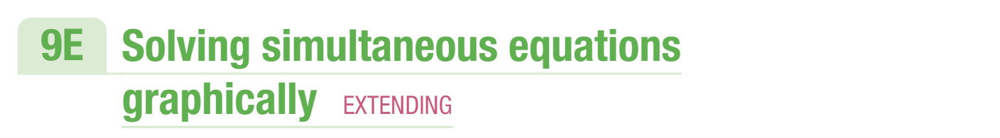 9E Solving simultaneous equations
graphically EXTENDING